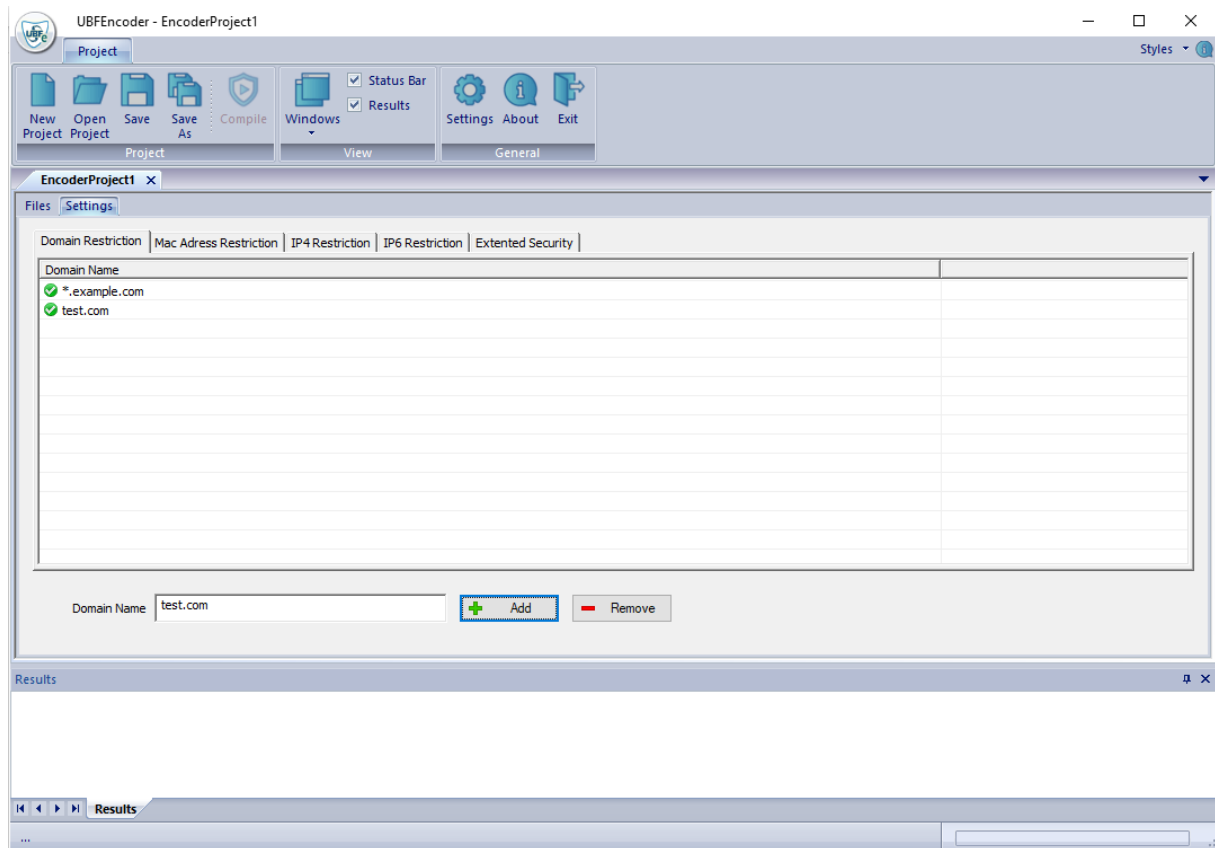 UBFEncoder - EncoderProject1
UBFe
Project
Styles
Status Bar
Results
New Project
Open Project
Save
Save As
Compile
Windows
Settings
About
Exit
Project
View
General
EncoderProject1
Files Settings
Domain Restriction Mac Adress Restriction IP4 Restriction IP6 Restriction Extented Security
Domain Name
*.example.com
test.com
Domain Name test.com Add Remove
Results
Results
...